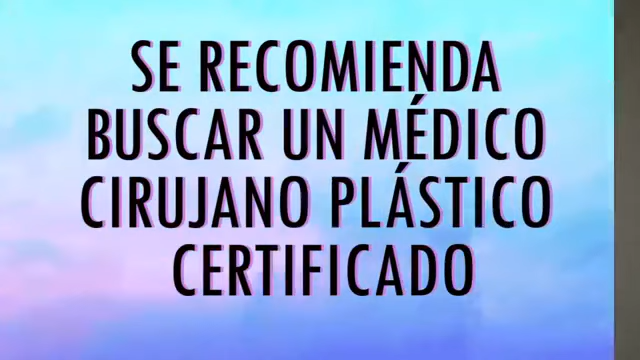 SE RECOMIENDA
BUSCAR UN MÉDICO
CIRUJANO PLÁSTICO
CERTIFICADO